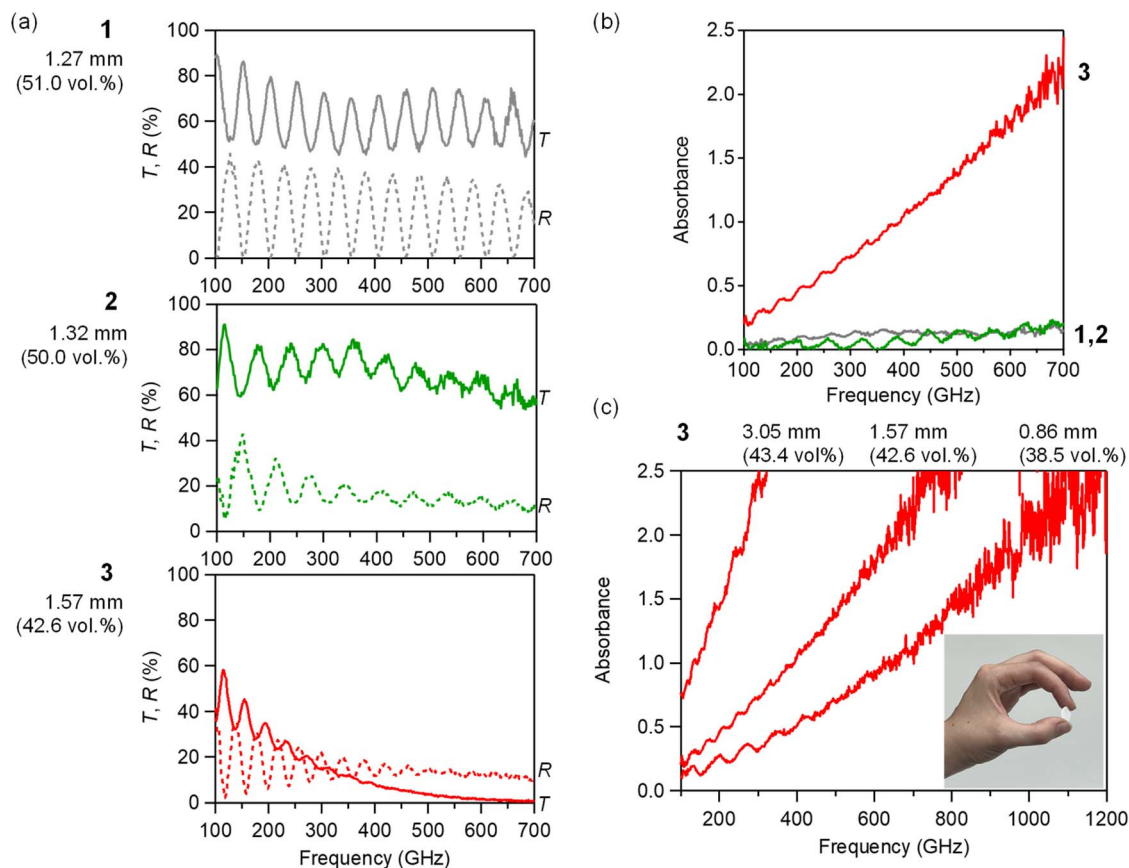 (a)
1
1.27 mm
(51.0 vol.%)
100
80
60
40
20
0
T, R (%)
T
R
100 200 300 400 500 600 700
2
1.32 mm
(50.0 vol.%)
100
80
60
40
20
0
T, R (%)
T
R
100 200 300 400 500 600 700
3
1.57 mm
(42.6 vol.%)
100
80
60
40
20
0
T, R (%)
R
T
100 200 300 400 500 600 700
Frequency (GHz)
(b)
2.5
2.0
1.5
1.0
0.5
0.0
Absorbance
3
1,2
100 200 300 400 500 600 700
Frequency (GHz)
(c)
3
3.05 mm 1.57 mm 0.86 mm
(43.4 vol%) (42.6 vol.%) (38.5 vol.%)
2.5
2.0
1.5
1.0
0.5
0.0
Absorbance
200 400 600 800 1000 1200
Frequency (GHz)